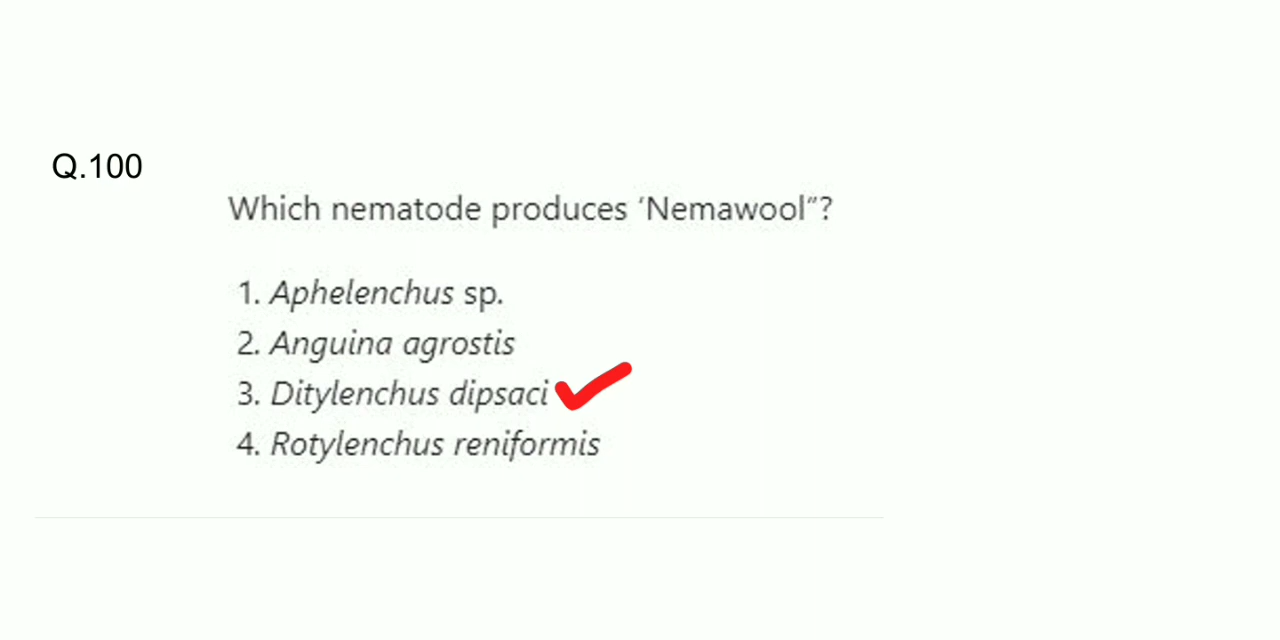 Q.100
Which nematode produces ‘Nemawool”?
1. Aphelenchus sp.
2. Anguina agrostis
3. Ditylenchus dipsaci
4. Rotylenchus reniformis